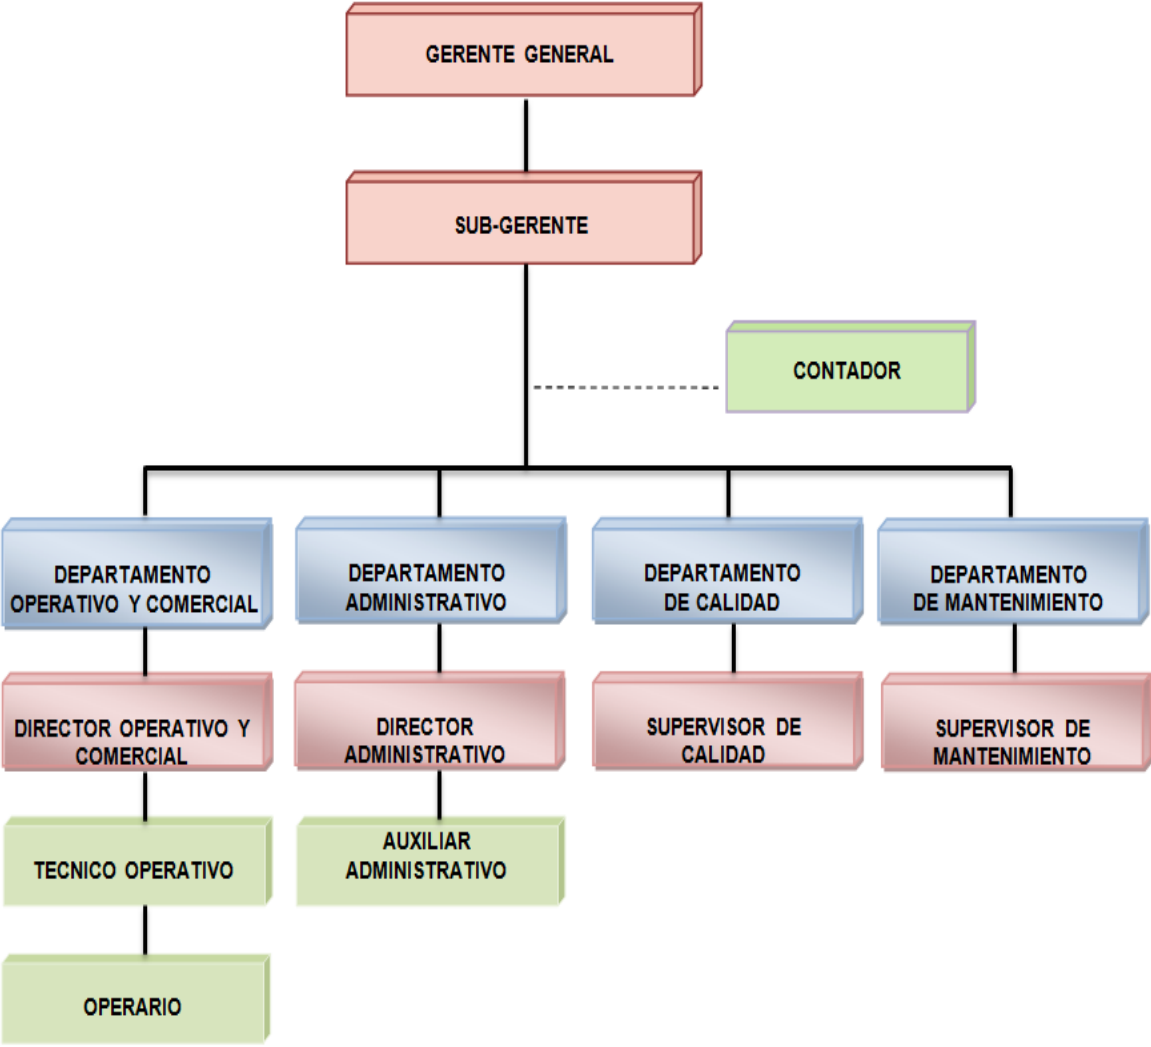 GERENTE GENERAL
SUB-GERENTE
CONTADOR
DEPARTAMENTO
OPERATIVO Y COMERCIAL
DEPARTAMENTO
ADMINISTRATIVO
DEPARTAMENTO
DE CALIDAD
DEPARTAMENTO
DE MANTENIMIENTO
DIRECTOR OPERATIVO Y
COMERCIAL
DIRECTOR
ADMINISTRATIVO
SUPERVISOR DE
CALIDAD
SUPERVISOR DE
MANTENIMIENTO
TECNICO OPERATIVO
AUXILIAR
ADMINISTRATIVO
OPERARIO